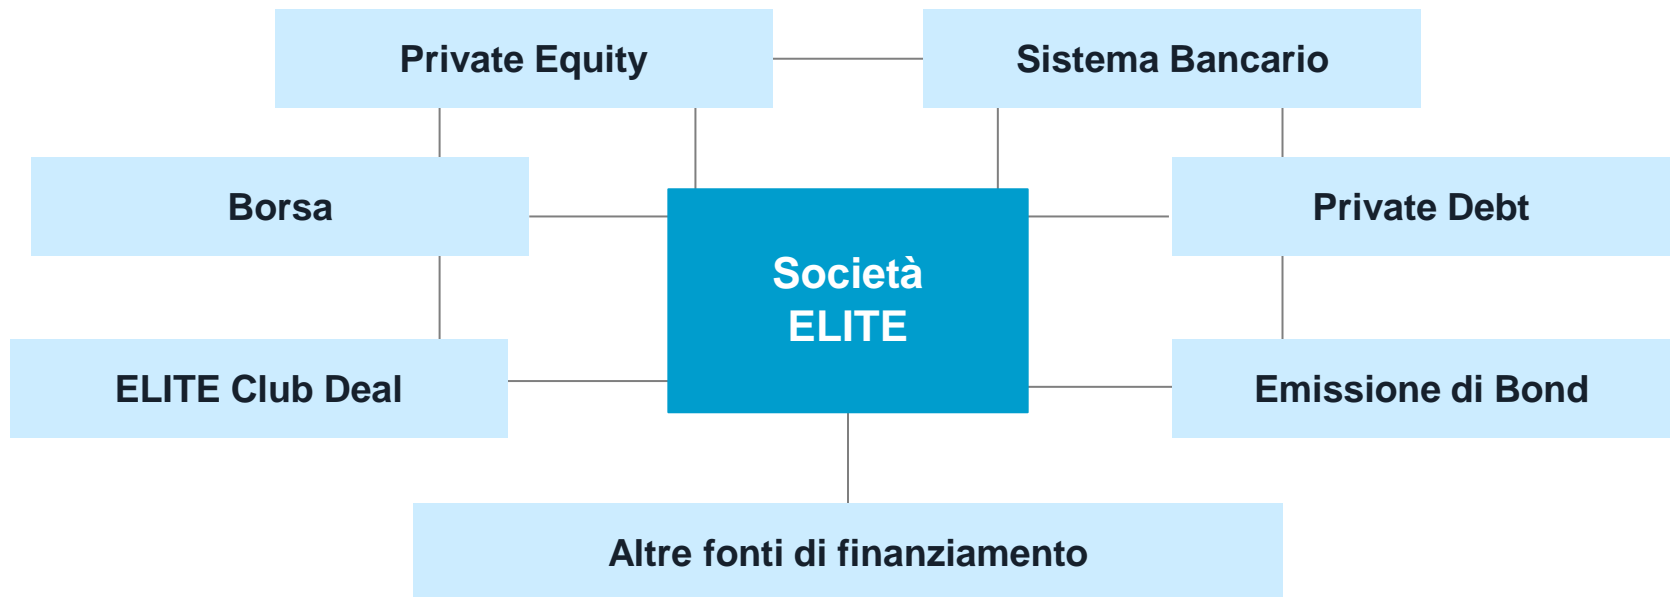 Private Equity
Sistema Bancario
Borsa
Private Debt
Società
ELITE
ELITE Club Deal
Emissione di Bond
Altre fonti di finanziamento